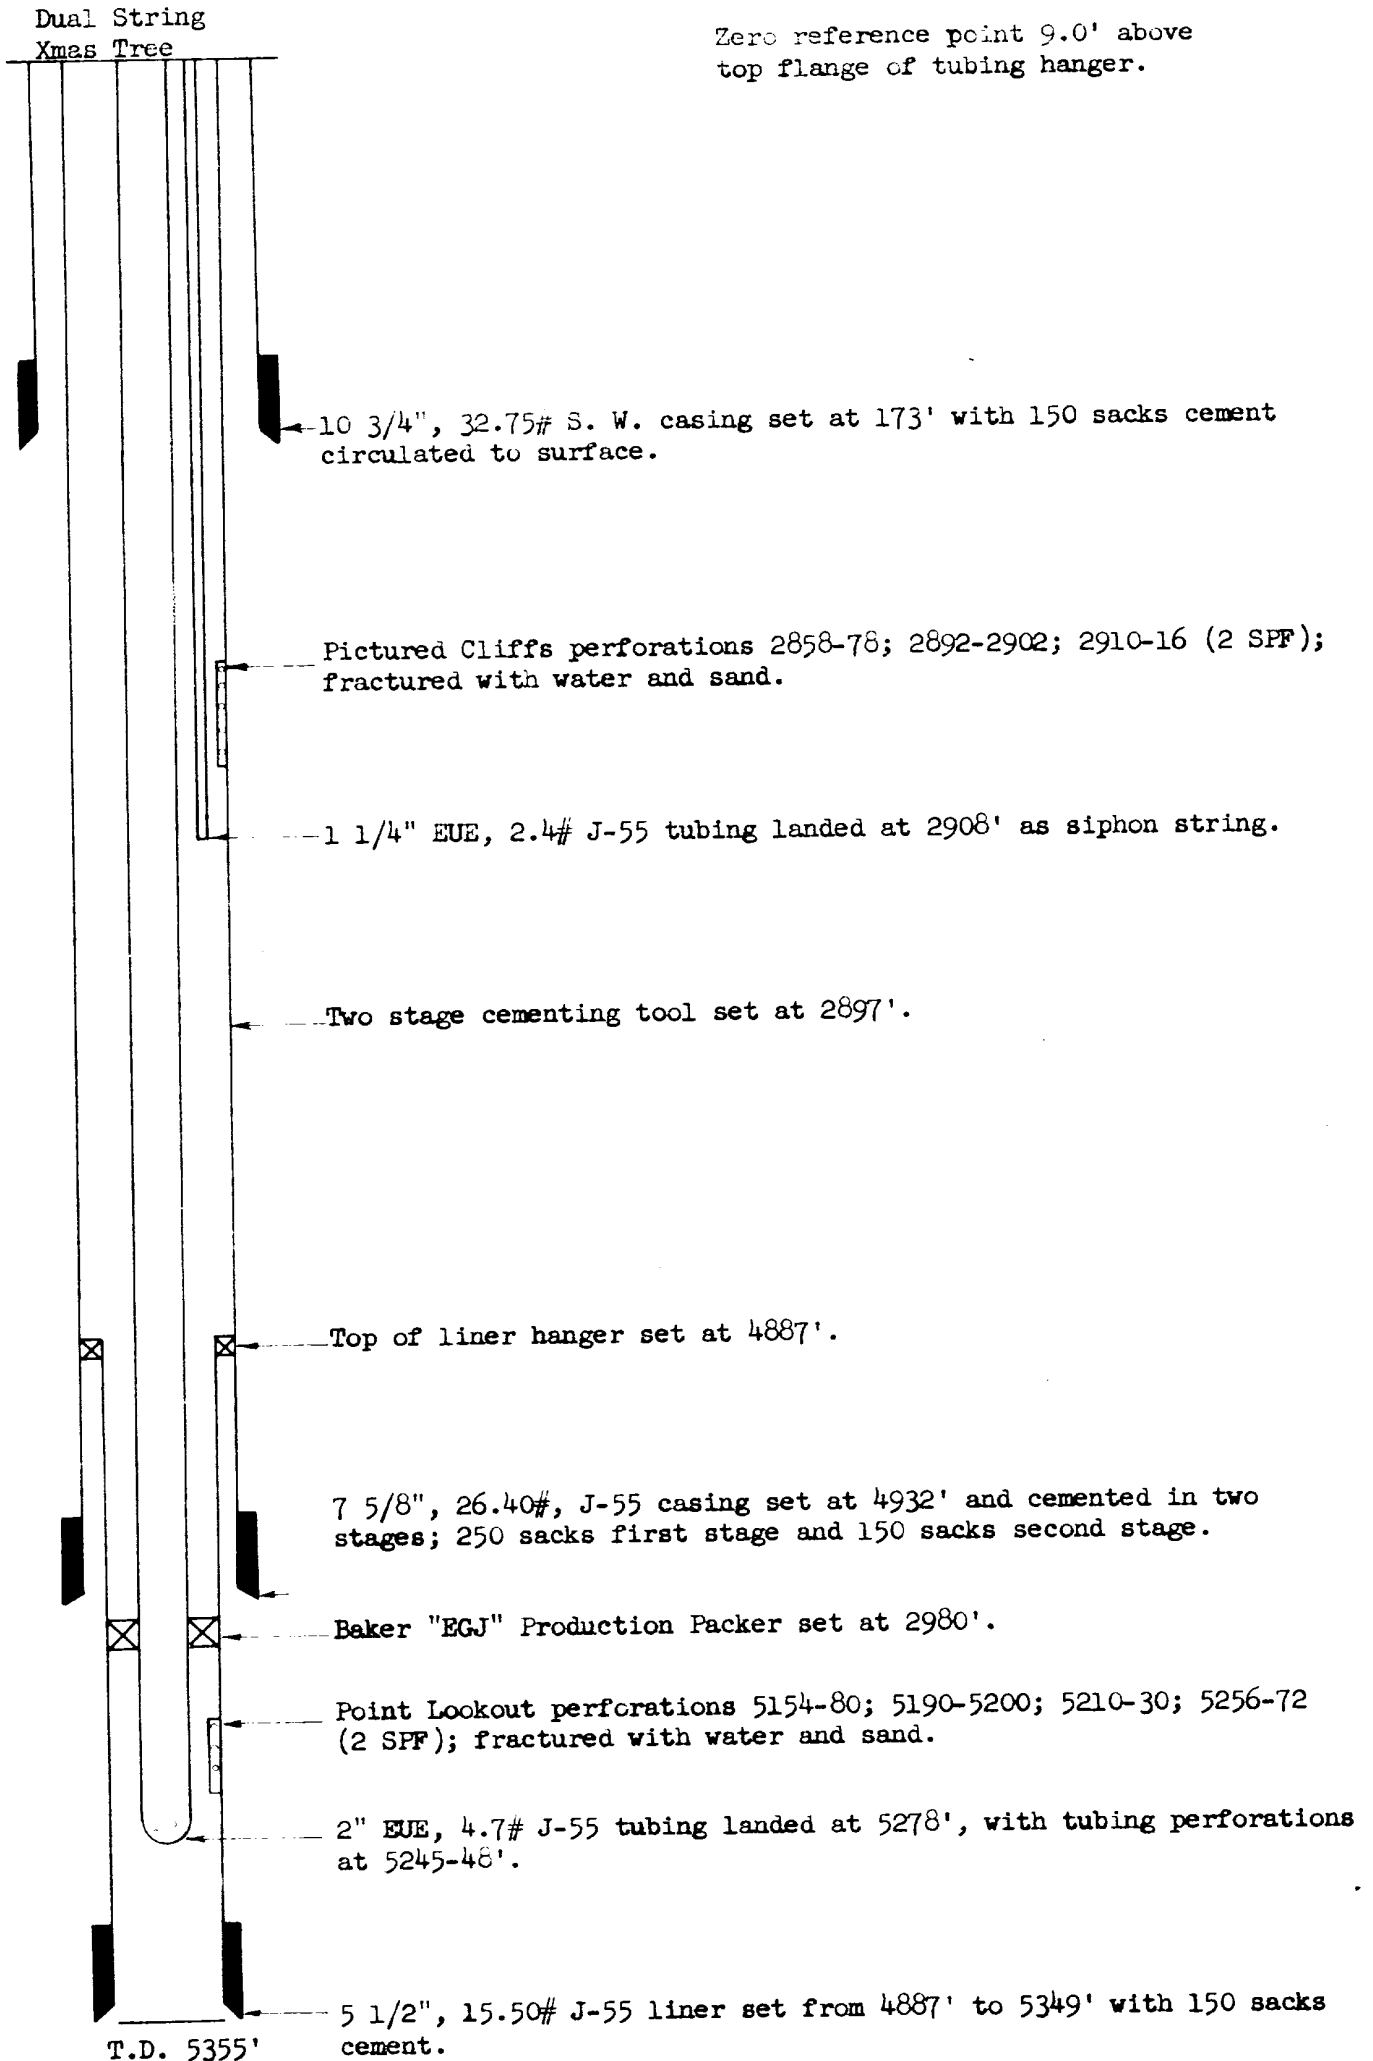 Dual String
Xmas Tree
Zero reference point 9.0' above
top flange of tubing hanger.
10 3/4", 32.75# S. W. casing set at 173' with 150 sacks cement
circulated to surface.
Pictured Cliffs perforations 2858-78; 2892-2902; 2910-16 (2 SPF);
fractured with water and sand.
1 1/4" EUE, 2.4# J-55 tubing landed at 2908' as siphon string.
Two stage cementing tool set at 2897'.
Top of liner hanger set at 4887'.
7 5/8", 26.40#, J-55 casing set at 4932' and cemented in two
stages; 250 sacks first stage and 150 sacks second stage.
Baker "EGJ" Production Packer set at 2980'.
Point Lookout perforations 5154-80; 5190-5200; 5210-30; 5256-72
(2 SPF); fractured with water and sand.
2" EUE, 4.7# J-55 tubing landed at 5278', with tubing perforations
at 5245-48'.
5 1/2", 15.50# J-55 liner set from 4887' to 5349' with 150 sacks
cement.
T.D. 5355'